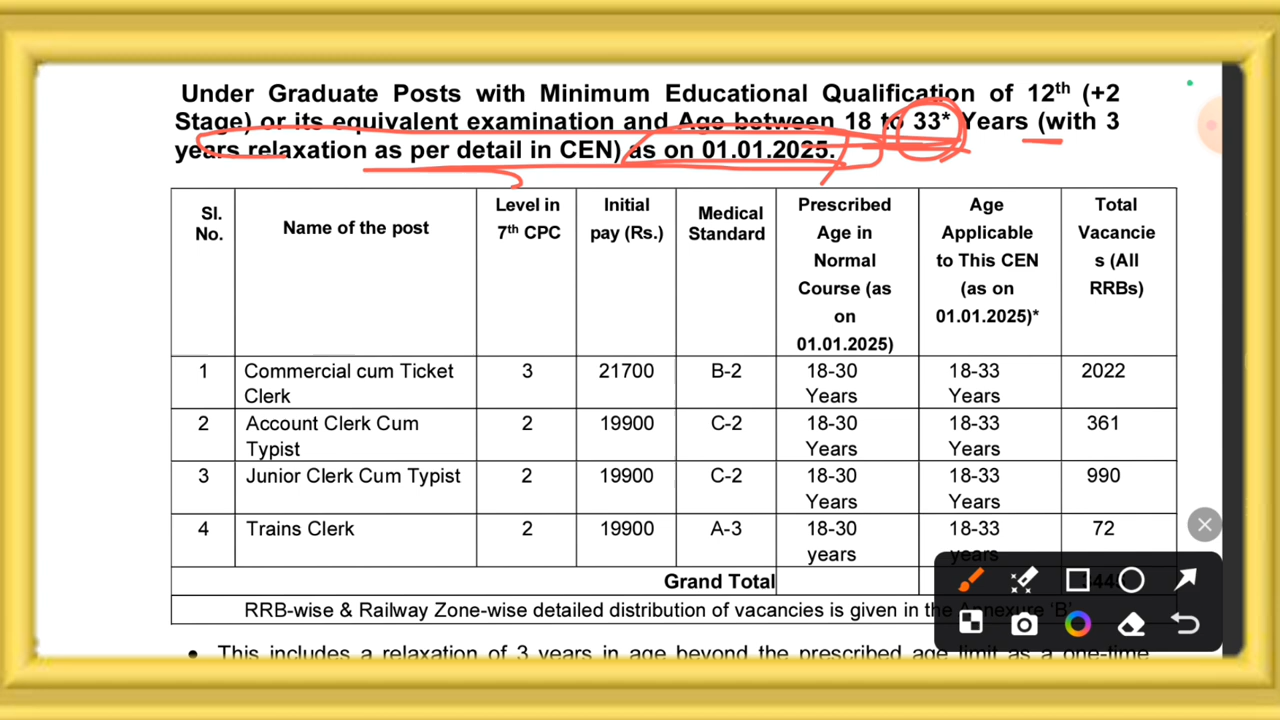 Under Graduate Posts with Minimum Educational Qualification of 12th (+2
Stage) or its equivalent examination and Age between 18 to 33* Years (with 3
years relaxation as per detail in CEN) as on 01.01.2025.
Sl. No. Name of the post Level in 7th CPC Initial pay (Rs.) Medical Standard Prescribed Age in Normal Course (as on 01.01.2025) Age Applicable to This CEN (as on 01.01.2025)* Total Vacancie s (All RRBs)
1 Commercial cum Ticket Clerk 3 21700 B-2 18-30 Years 18-33 Years 2022
2 Account Clerk Cum Typist 2 19900 C-2 18-30 Years 18-33 Years 361
3 Junior Clerk Cum Typist 2 19900 C-2 18-30 Years 18-33 Years 990
4 Trains Clerk 2 19900 A-3 18-30 years 18-33 years 72
Grand Total
RRB-wise & Railway Zone-wise detailed distribution of vacancies is given in the Annexure 'B'
• This includes a relaxation of 3 years in age beyond the prescribed age limit as a one-time